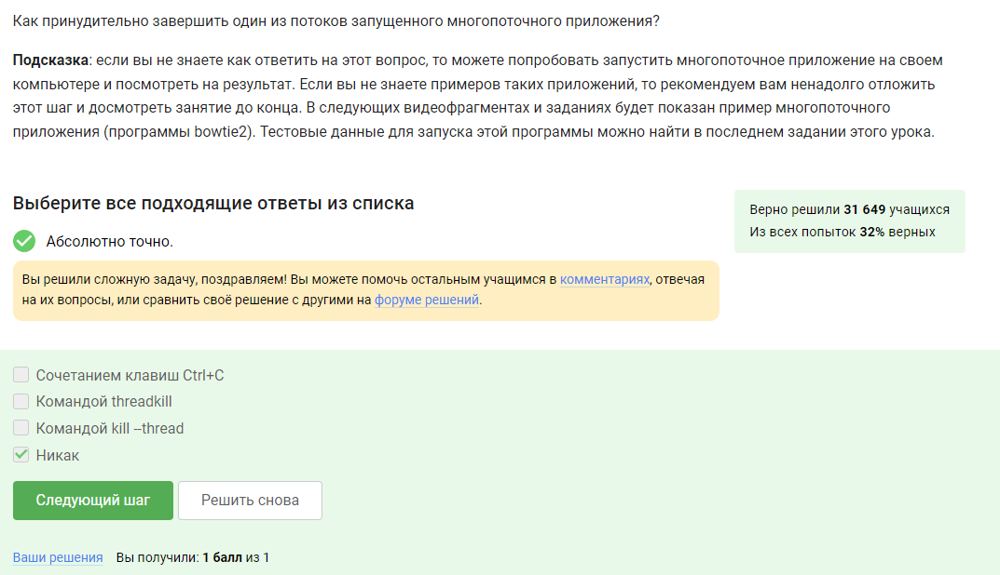 Как принудительно завершить один из потоков запущенного многопоточного приложения?
Подсказка: если вы не знаете как ответить на этот вопрос, то можете попробовать запустить многопоточное приложение на своем
компьютере и посмотреть на результат. Если вы не знаете примеров таких приложений, то рекомендуем вам ненадолго отложить
этот шаг и досмотреть занятие до конца. В следующих видеофрагментах и заданиях будет показан пример многопоточного
приложения (программы bowtie2). Тестовые данные для запуска этой программы можно найти в последнем задании этого урока.
Выберите все подходящие ответы из списка
Верно решили 31 649 учащихся
Из всех попыток 32% верных
Абсолютно точно.
Вы решили сложную задачу, поздравляем! Вы можете помочь остальным учащимся в комментариях, отвечая
на их вопросы, или сравнить своё решение с другими на форуме решений.
Сочетанием клавиш Ctrl+C
Командой threadkill
Командой kill --thread
Никак
Следующий шаг
Решить снова
Ваши решения Вы получили: 1 балл из 1